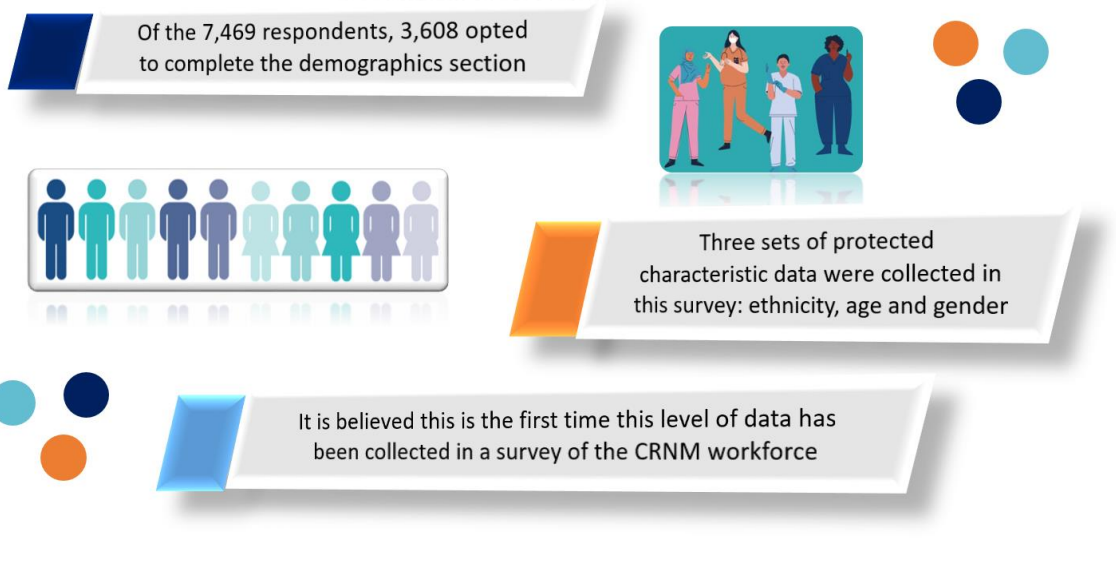 Of the 7,469 respondents, 3,608 opted
to complete the demographics section
Three sets of protected
characteristic data were collected in
this survey: ethnicity, age and gender
It is believed this is the first time this level of data has
been collected in a survey of the CRNM workforce